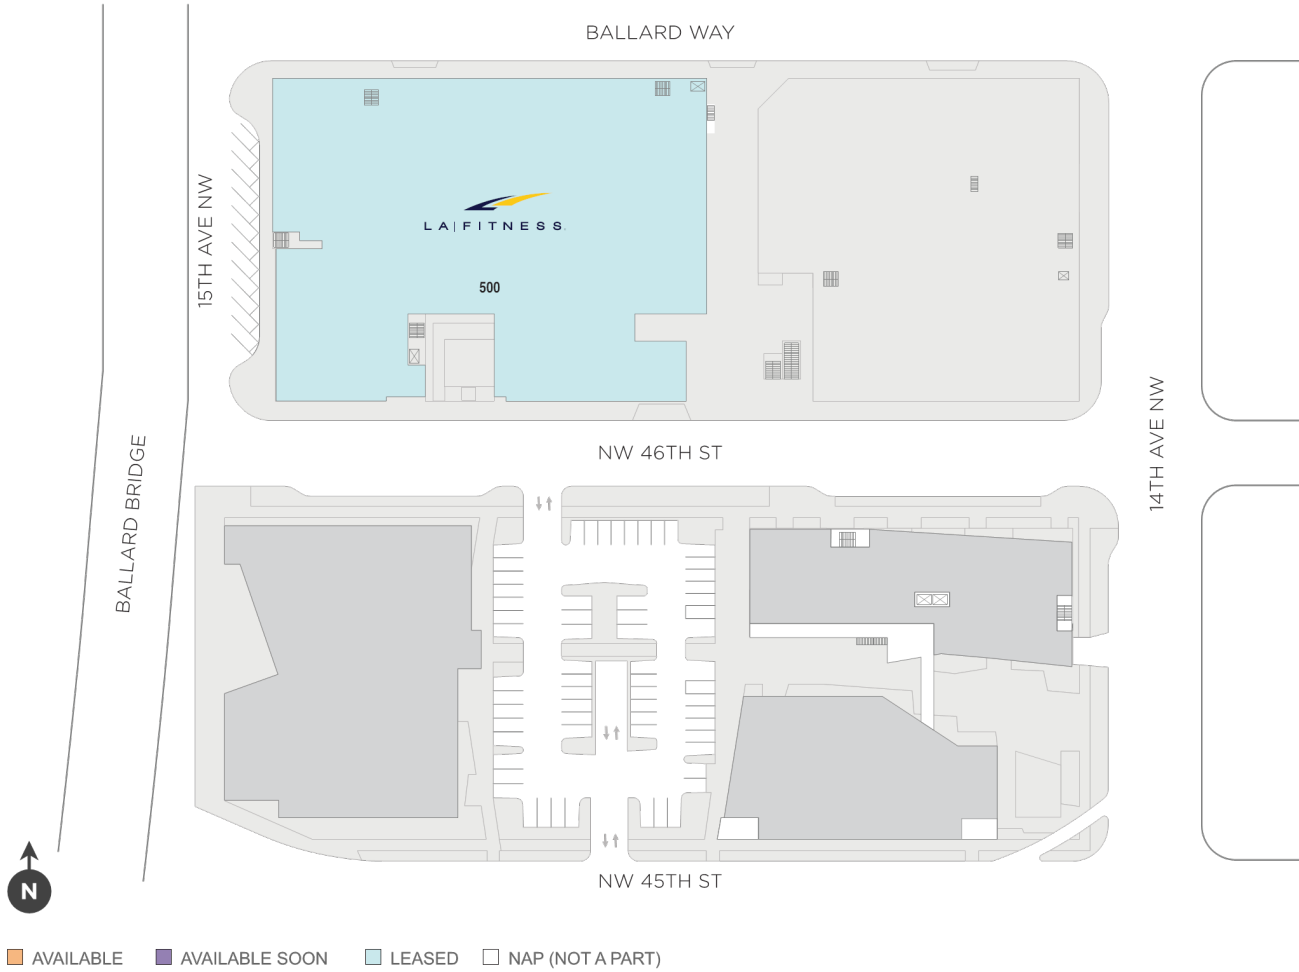 BALLARD WAY
15TH AVE NW
LA|FITNESS.
500
14TH AVE NW
NW 46TH ST
BALLARD BRIDGE
NW 45TH ST
N
AVAILABLE
AVAILABLE SOON
LEASED
NAP (NOT A PART)